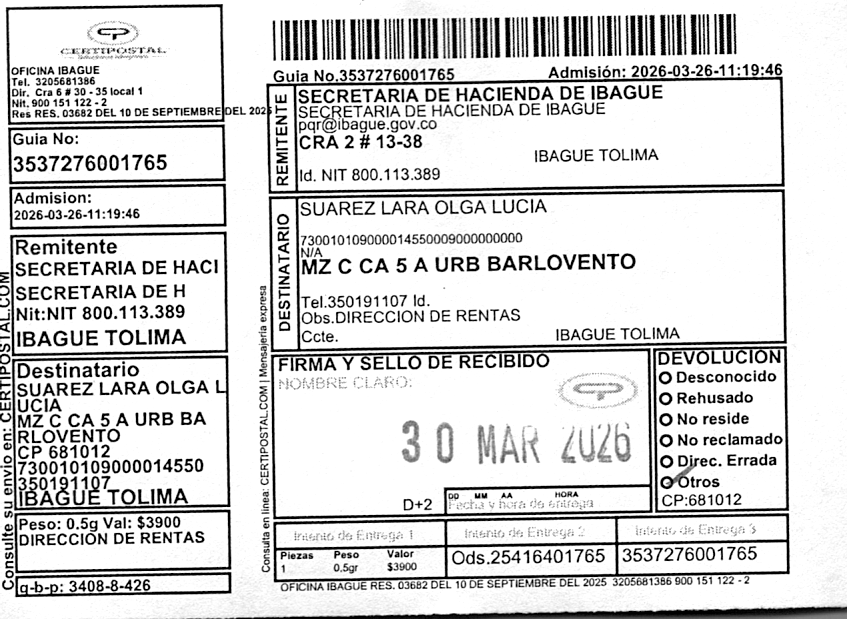 CERTIPOSTAL
OFICINA IBAGUE
Tel. 3205681386
Dir. Cra 6 # 30 - 35 local 1
Nit. 900 151 122 - 2
Res RES. 03682 DEL 10 DE SEPTIEMBRE DEL 2025
Guia No:
3537276001765
Admision:
2026-03-26-11:19:46
Remitente
SECRETARIA DE HACI
SECRETARIA DE H
Nit:NIT 800.113.389
IBAGUE TOLIMA
Destinatario
SUAREZ LARA OLGA L
UCIA
MZ C CA 5 A URB BA
RLOVENTO
CP 681012
730010109000014550
350191107
IBAGUE TOLIMA
Peso: 0.5g Val: $3900
DIRECCION DE RENTAS
q-b-p: 3408-8-426
Consulte su envio en: CERTIPOSTAL.COM
Guia No.3537276001765 Admisión: 2026-03-26-11:19:46
REMITENTE
SECRETARIA DE HACIENDA DE IBAGUE
SECRETARIA DE HACIENDA DE IBAGUE
pqr@ibague.gov.co
CRA 2 # 13-38
IBAGUE TOLIMA
Id. NIT 800.113.389
DESTINATARIO
SUAREZ LARA OLGA LUCIA
730010109000014550009000000000
N/A
MZ C CA 5 A URB BARLOVENTO
Tel.350191107 Id.
Obs.DIRECCION DE RENTAS
Ccte. IBAGUE TOLIMA
Consulta en linea: CERTIPOSTAL.COM | Mensajería expresa
FIRMA Y SELLO DE RECIBIDO
NOMBRE CLARO:
30 MAR 2026
D+2
DD MM AA HORA
Fecha y hora de entrega
DEVOLUCION
Desconocido
Rehusado
No reside
No reclamado
Direc. Errada
Otros
CP:681012
Intento de Entrega 1 Intento de Entrega 2 Intento de Entrega 3
Piezas Peso Valor
1 0.5gr $3900
Ods.25416401765
3537276001765
OFICINA IBAGUE RES. 03682 DEL 10 DE SEPTIEMBRE DEL 2025 3205681386 900 151 122 - 2